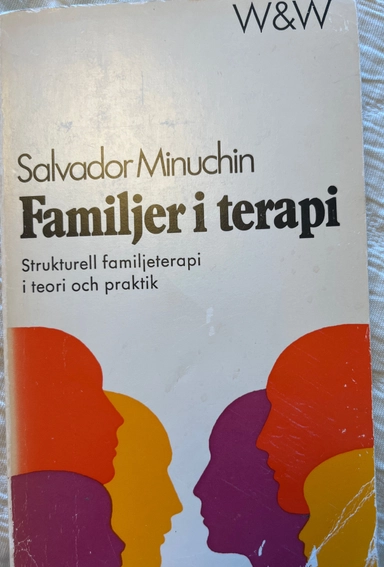 W&W
Salvador Minuchin
Familjer i terapi
Strukturell familjeterapi
i teori och praktik